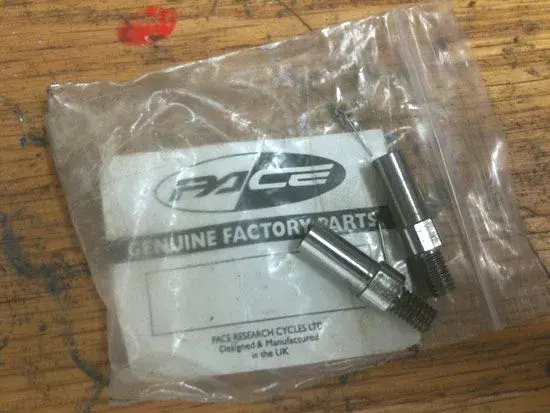 PACE
GENUINE FACTORY PARTS
PACE RESEARCH CYCLES LTD
Designed & Manufactured
in the UK